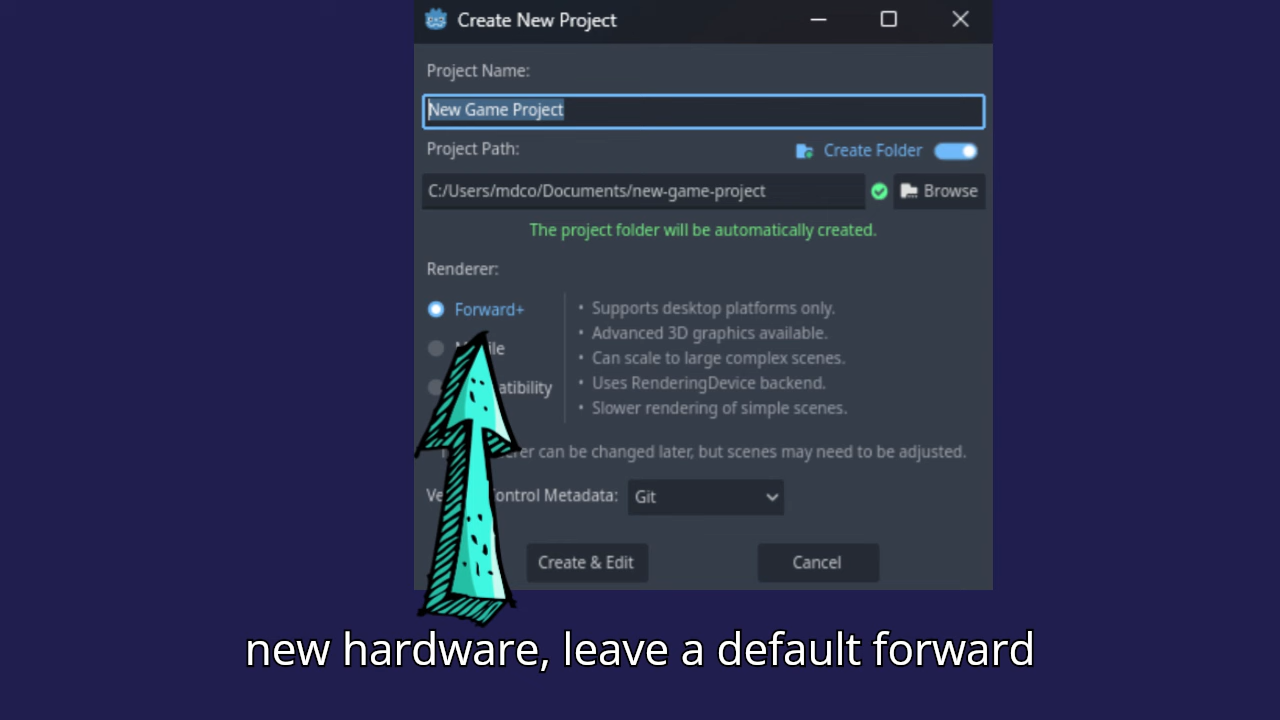 Create New Project
Project Name:
New Game Project
Project Path:
Create Folder
C:/Users/mdco/Documents/new-game-project
Browse
The project folder will be automatically created.
Renderer:
Forward+
• Supports desktop platforms only.
• Advanced 3D graphics available.
• Can scale to large complex scenes.
• Uses RenderingDevice backend.
• Slower rendering of simple scenes.
can be changed later, but scenes may need to be adjusted.
Metadata:
Git
Create & Edit
Cancel
new hardware, leave a default forward